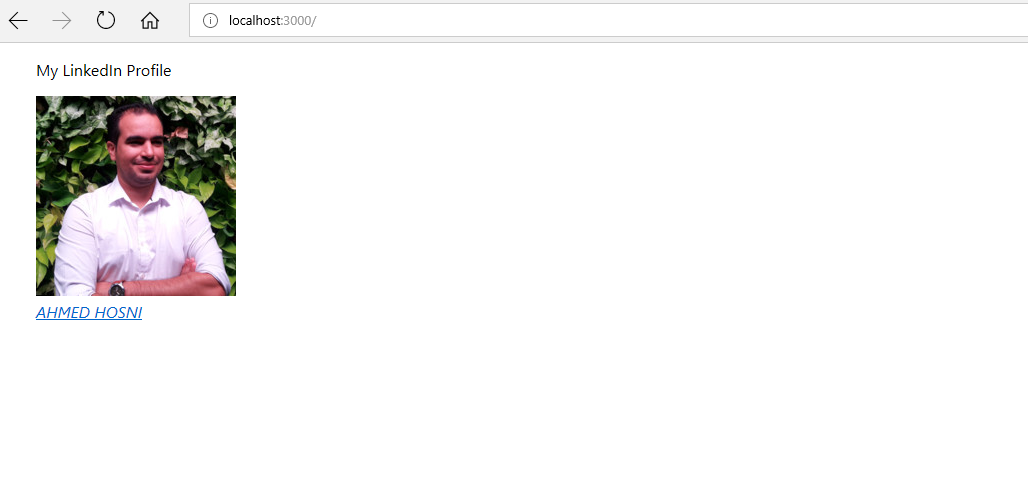 localhost:3000/
My LinkedIn Profile
AHMED HOSNI